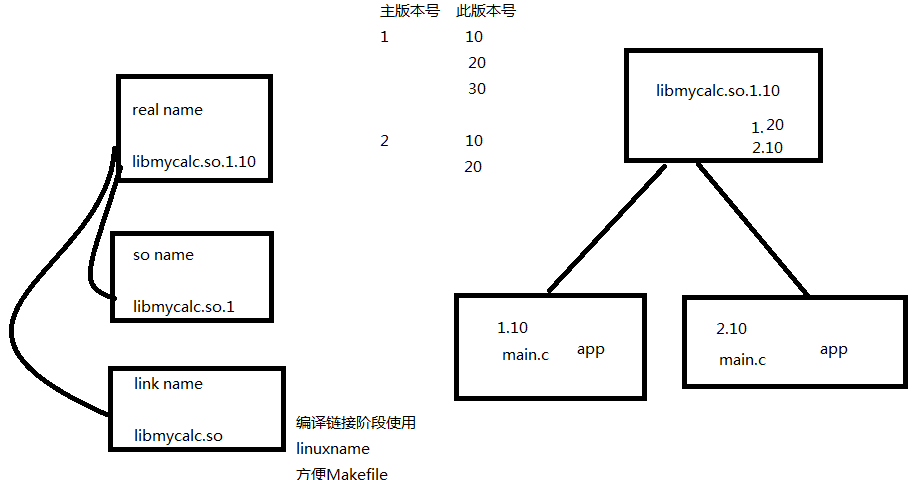 主版本号 此版本号
1 10
20
30
2 10
20
real name
libmycalc.so.1.10
so name
libmycalc.so.1
link name
libmycalc.so
编译链接阶段使用
linuxname
方便Makefile
libmycalc.so.1.10
1. 20
2.10
1.10
main.c app
2.10
main.c app